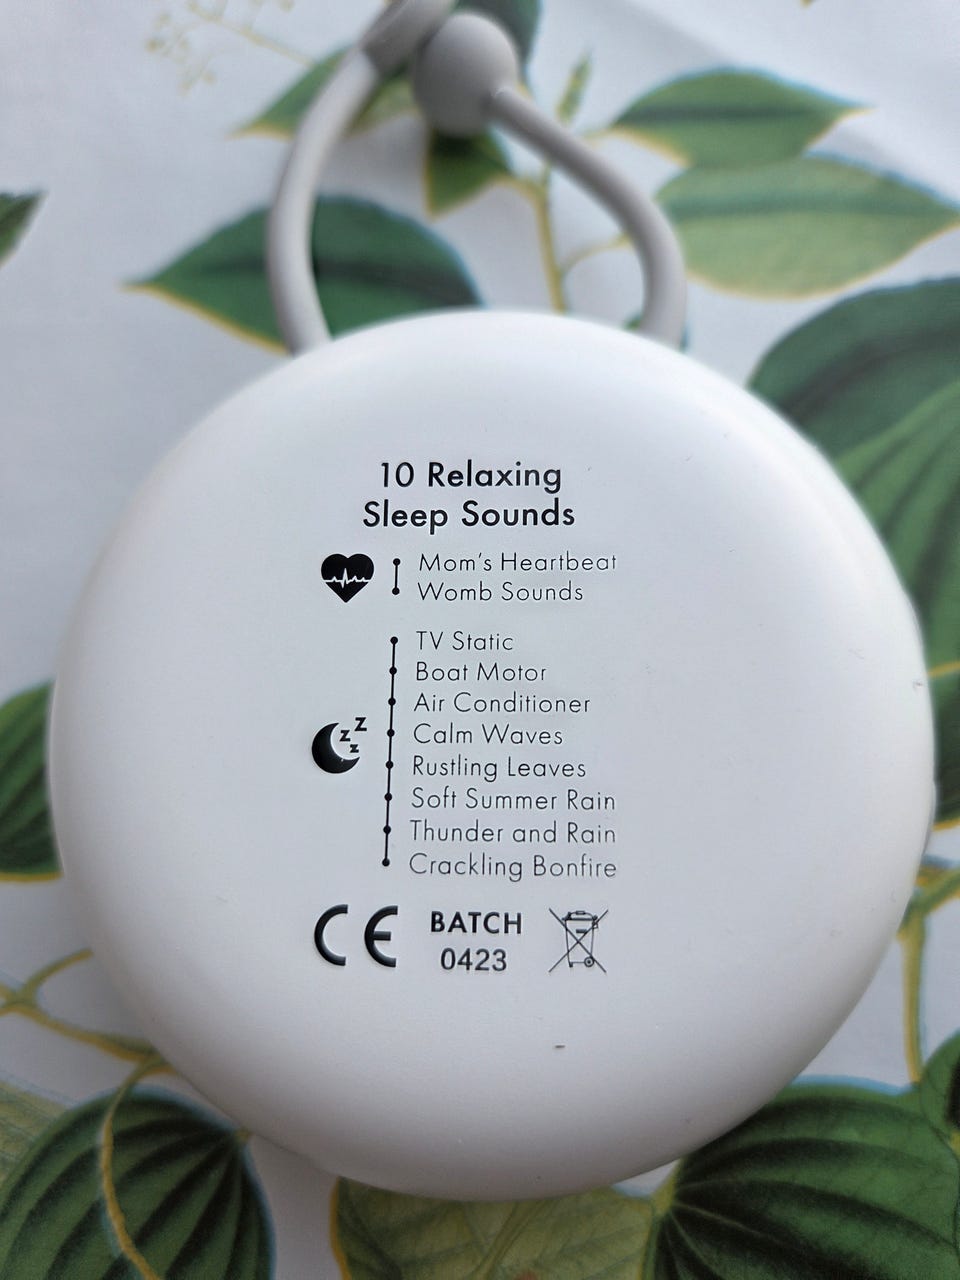 10 Relaxing
Sleep Sounds
Mom's Heartbeat
Womb Sounds
TV Static
Boat Motor
Air Conditioner
z z z
Calm Waves
Rustling Leaves
Soft Summer Rain
Thunder and Rain
Crackling Bonfire
CE
BATCH
0423